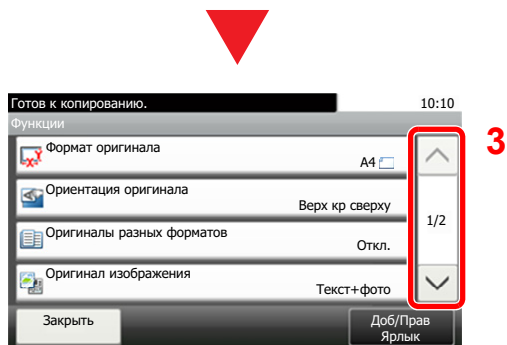 Готов к копированию.
10:10
Функции
Формат оригинала
A4
3
Ориентация оригинала
Верх кр сверху
1/2
Оригиналы разных форматов
Откл.
Оригинал изображения
Текст+фото
Закрыть
Доб/Прав
Ярлык